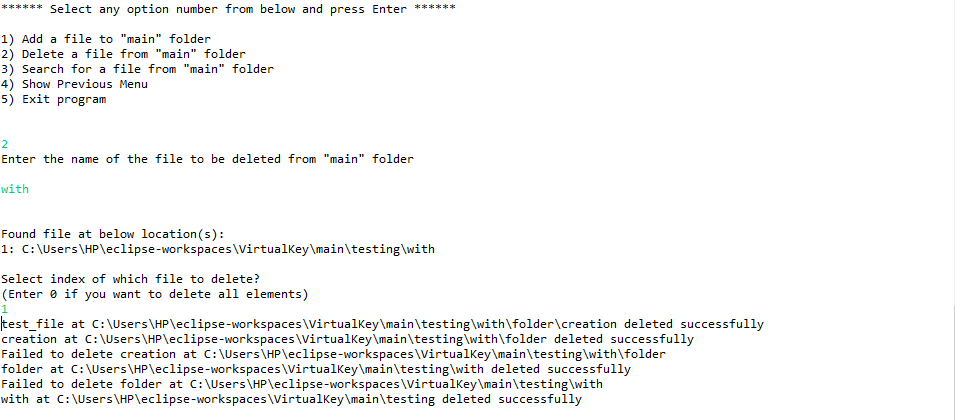 ****** Select any option number from below and press Enter ******
1) Add a file to "main" folder
2) Delete a file from "main" folder
3) Search for a file from "main" folder
4) Show Previous Menu
5) Exit program
2
Enter the name of the file to be deleted from "main" folder
with
Found file at below location(s):
1: C:\Users\HP\eclipse-workspaces\VirtualKey\main\testing\with
Select index of which file to delete?
(Enter 0 if you want to delete all elements)
1
test_file at C:\Users\HP\eclipse-workspaces\VirtualKey\main\testing\with\folder\creation deleted successfully
creation at C:\Users\HP\eclipse-workspaces\VirtualKey\main\testing\with\folder deleted successfully
Failed to delete creation at C:\Users\HP\eclipse-workspaces\VirtualKey\main\testing\with\folder
folder at C:\Users\HP\eclipse-workspaces\VirtualKey\main\testing\with deleted successfully
Failed to delete folder at C:\Users\HP\eclipse-workspaces\VirtualKey\main\testing\with
with at C:\Users\HP\eclipse-workspaces\VirtualKey\main\testing deleted successfully